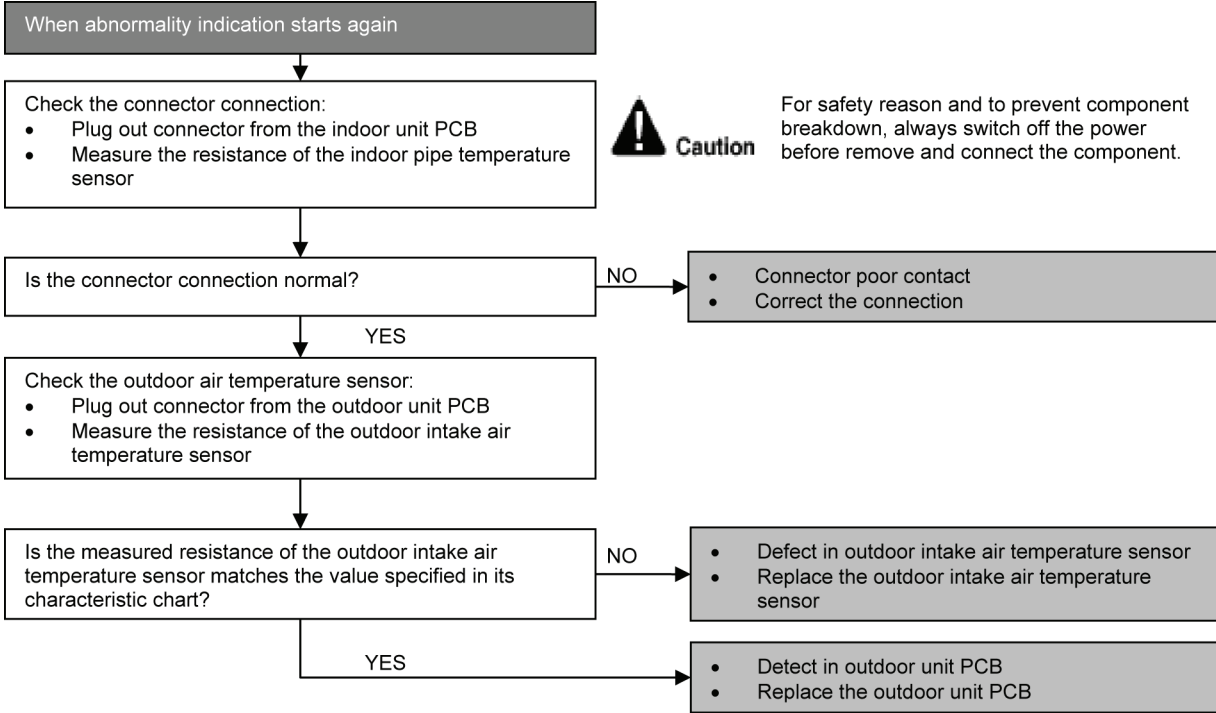 When abnormality indication starts again
Check the connector connection:
• Plug out connector from the indoor unit PCB
• Measure the resistance of the indoor pipe temperature
sensor
Caution
For safety reason and to prevent component
breakdown, always switch off the power
before remove and connect the component.
Is the connector connection normal?
NO
• Connector poor contact
• Correct the connection
YES
Check the outdoor air temperature sensor:
• Plug out connector from the outdoor unit PCB
• Measure the resistance of the outdoor intake air
temperature sensor
Is the measured resistance of the outdoor intake air
temperature sensor matches the value specified in its
characteristic chart?
NO
• Defect in outdoor intake air temperature sensor
• Replace the outdoor intake air temperature
sensor
YES
• Detect in outdoor unit PCB
• Replace the outdoor unit PCB